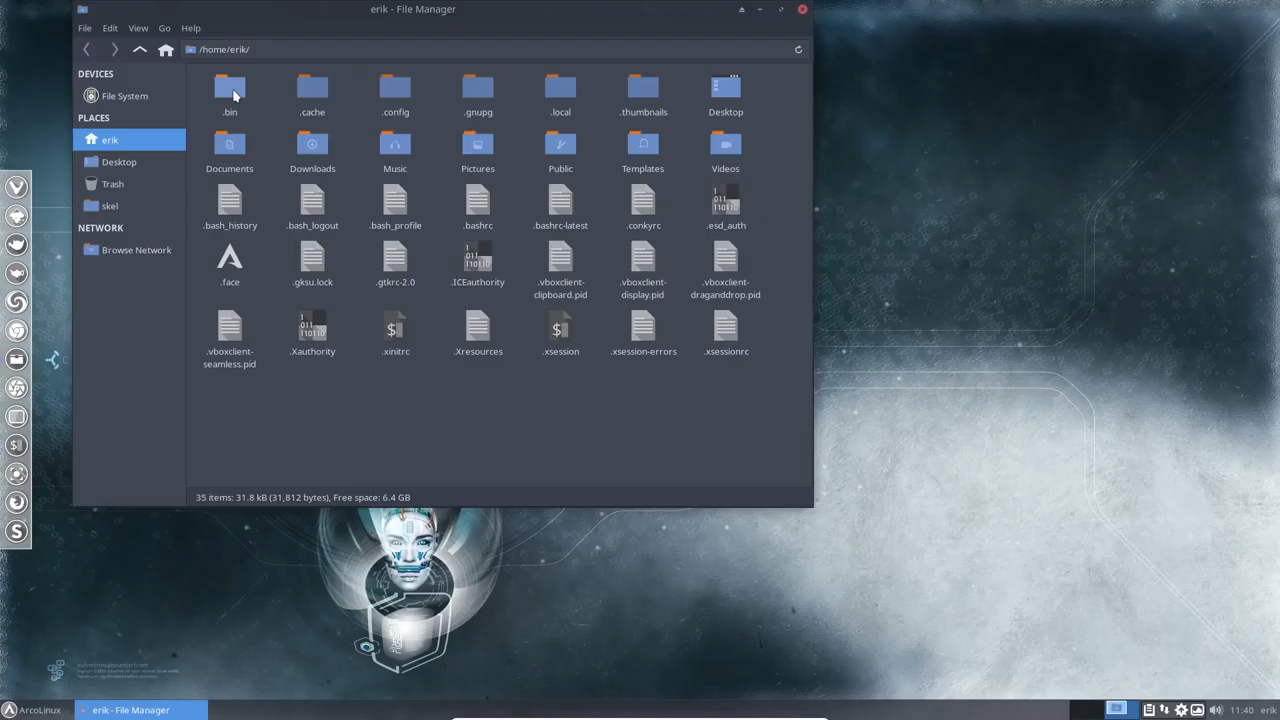 erik - File Manager
File Edit View Go Help
/home/erik/
DEVICES
File System
PLACES
erik
Desktop
Trash
skel
NETWORK
Browse Network
.bin .cache .config .gnupg .local .thumbnails Desktop
Documents Downloads Music Pictures Public Templates Videos
.bash_history .bash_logout .bash_profile .bashrc .bashrc-latest .conkyrc .esd_auth
.face .gksu.lock .gtkrc-2.0 .ICEauthority .vboxclient-clipboard.pid .vboxclient-display.pid .vboxclient-draganddrop.pid
.vboxclient-seamless.pid .Xauthority .xinitrc .Xresources .xsession .xsession-errors .xsessionrc
35 items: 31.8 kB (31,812 bytes), Free space: 6.4 GB
ArcoLinux erik - File Manager 11:40 erik